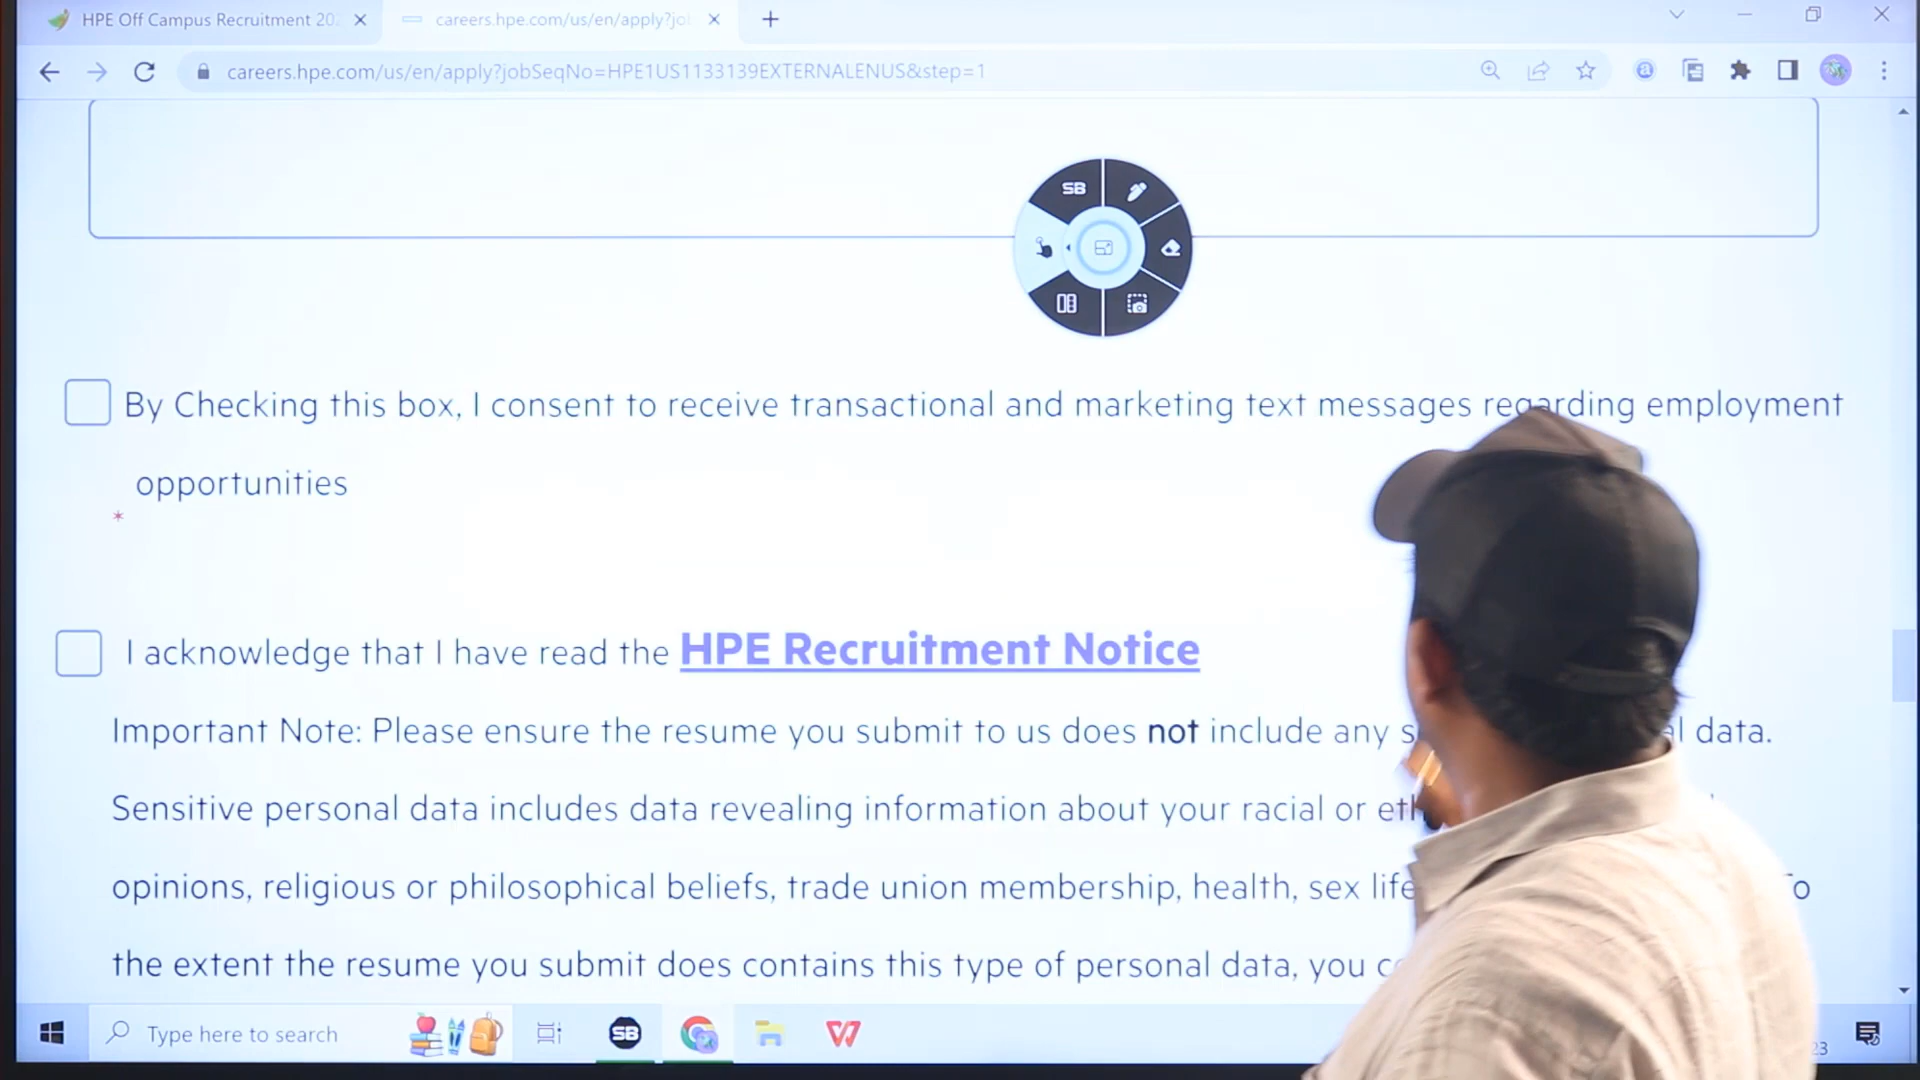 HPE Off Campus Recruitment 20
careers.hpe.com/us/en/apply?jo
careers.hpe.com/us/en/apply?jobSeqNo=HPE1US1133139EXTERNALENUS&step=1
a
SB
By Checking this box, I consent to receive transactional and marketing text messages regarding employment
opportunities
*
I acknowledge that I have read the HPE Recruitment Notice
Important Note: Please ensure the resume you submit to us does not include any data.
Sensitive personal data includes data revealing information about your racial or
opinions, religious or philosophical beliefs, trade union membership, health, sex life
the extent the resume you submit does contains this type of personal data, you
Type here to search
SB
W
23